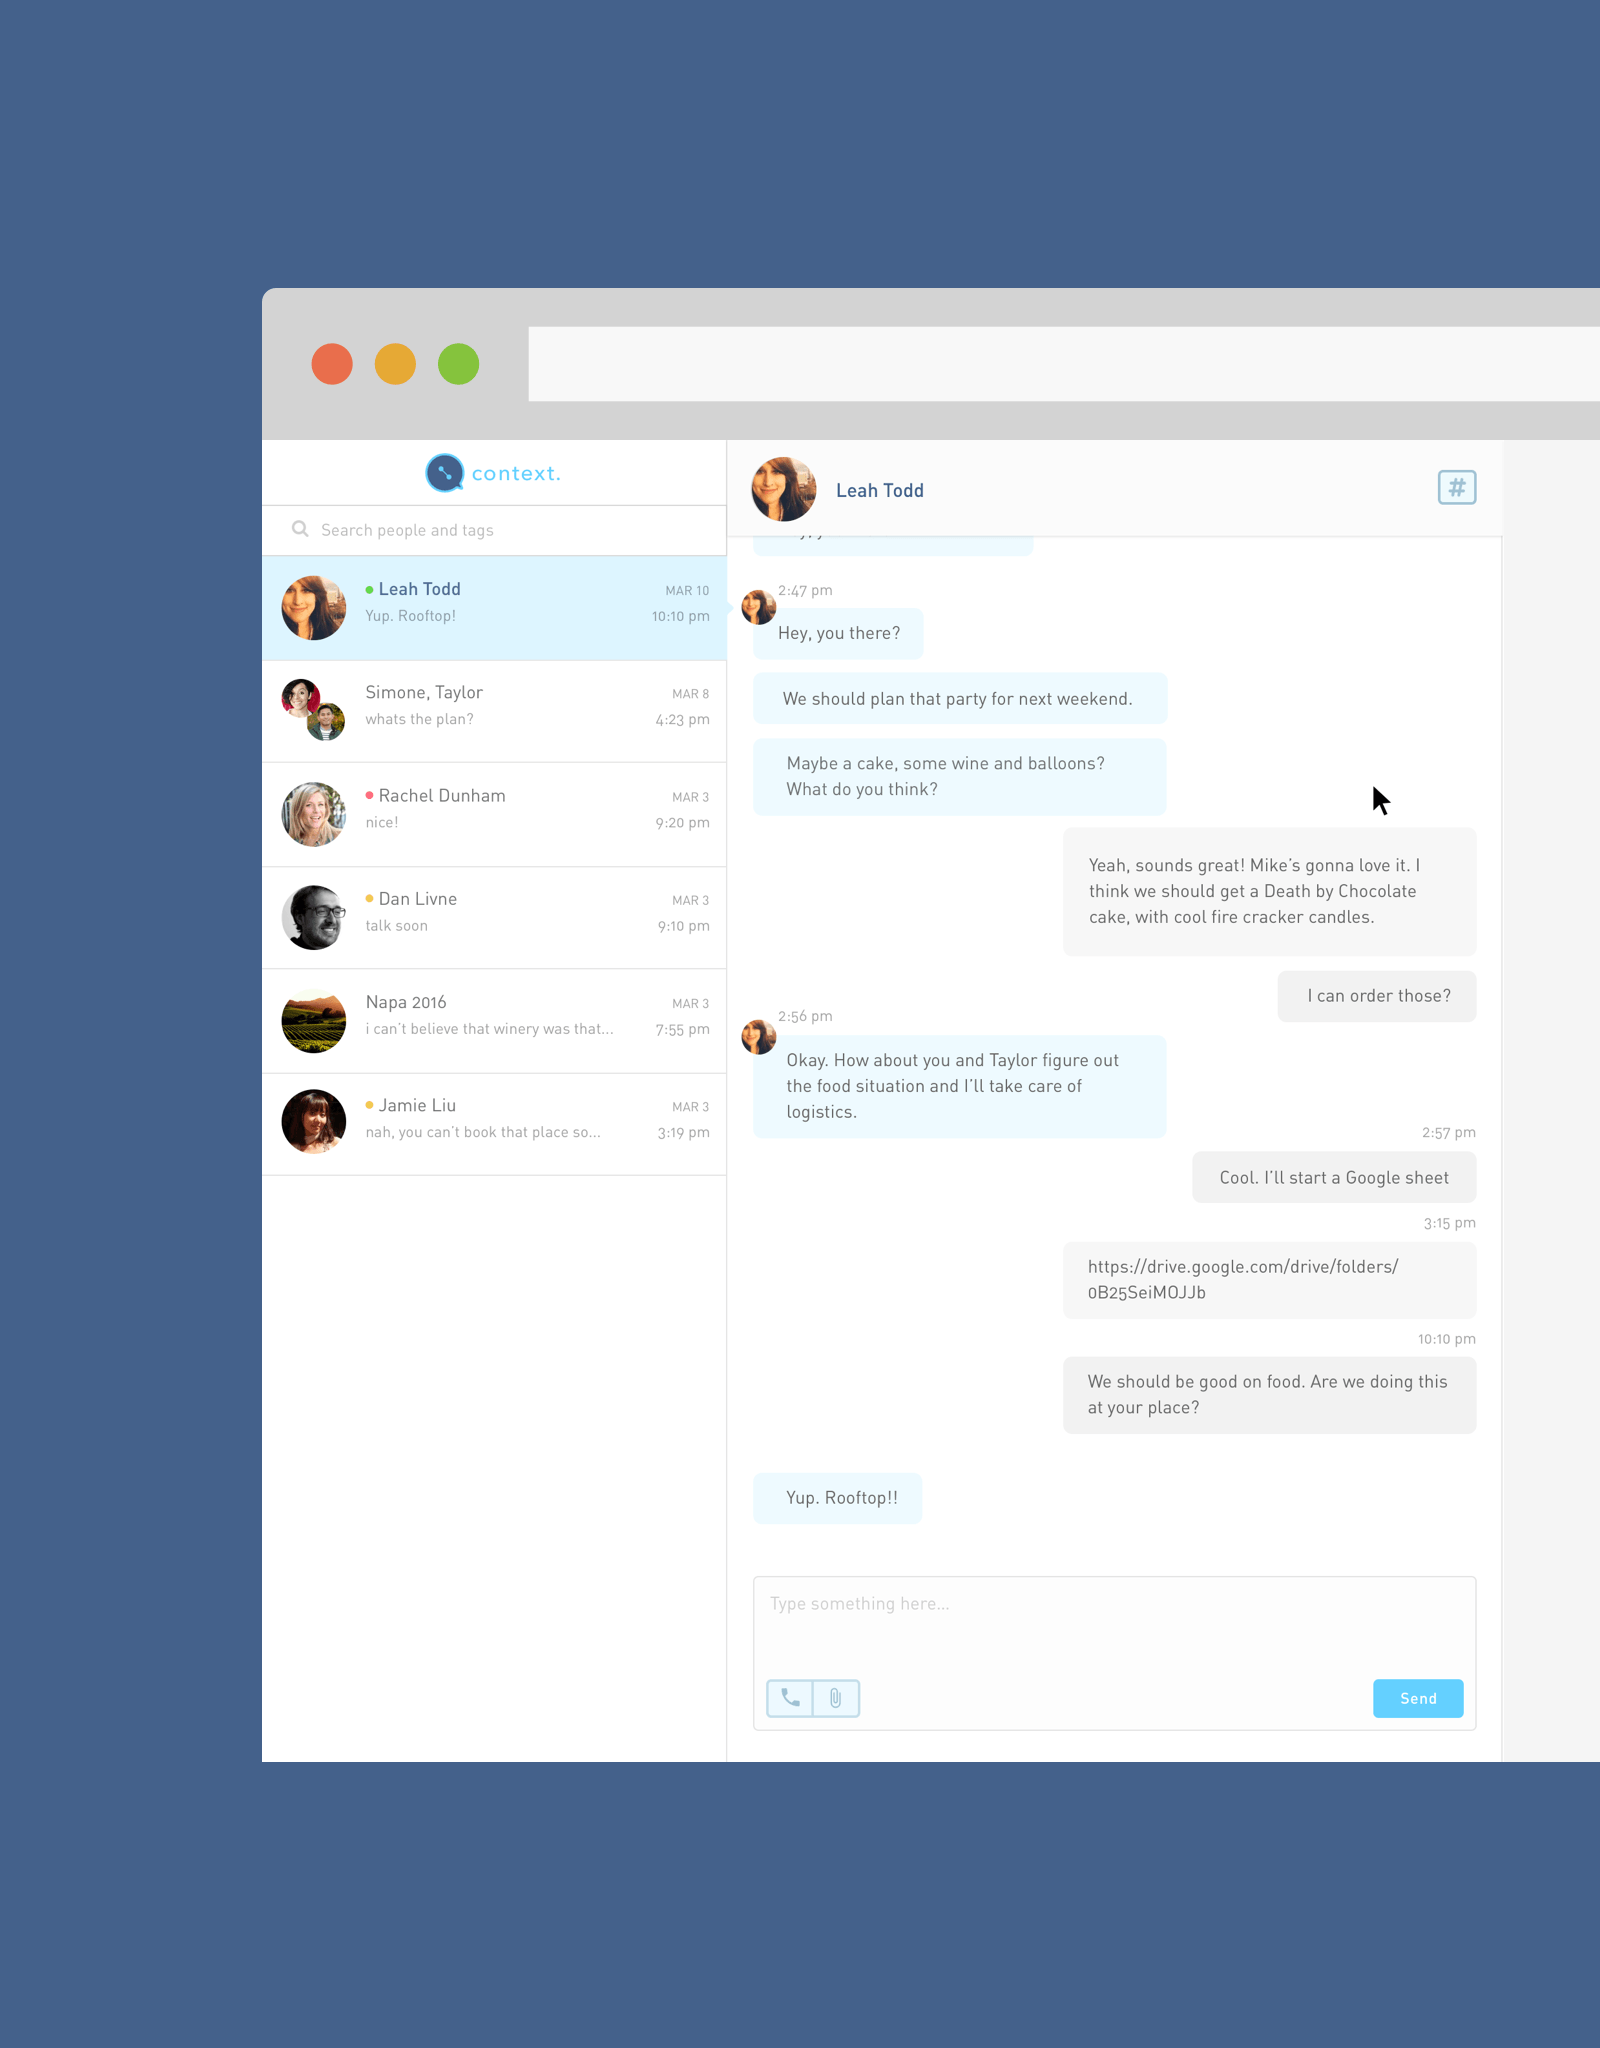 context.
Search people and tags
Leah Todd
MAR 10
Yup. Rooftop!
10:10 pm
Simone, Taylor
MAR 8
whats the plan?
4:23 pm
Rachel Dunham
MAR 3
nice!
9:20 pm
Dan Livne
MAR 3
talk soon
9:10 pm
Napa 2016
MAR 3
i can't believe that winery was that...
7:55 pm
Jamie Liu
MAR 3
nah, you can't book that place so...
3:19 pm
Leah Todd
#
2:47 pm
Hey, you there?
We should plan that party for next weekend.
Maybe a cake, some wine and balloons?
What do you think?
Yeah, sounds great! Mike's gonna love it. I
think we should get a Death by Chocolate
cake, with cool fire cracker candles.
I can order those?
2:56 pm
Okay. How about you and Taylor figure out
the food situation and I'll take care of
logistics.
2:57 pm
Cool. I'll start a Google sheet
3:15 pm
https://drive.google.com/drive/folders/
0B25SeiMOJJb
10:10 pm
We should be good on food. Are we doing this
at your place?
Yup. Rooftop!!
Type something here...
Send